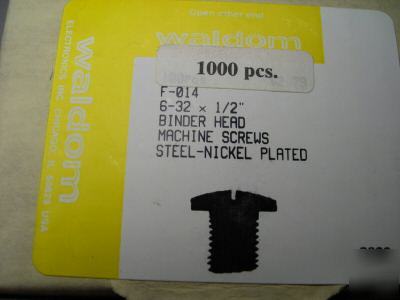 Open other end
waldom
1000 pcs.
F-014
6-32 x 1/2"
BINDER HEAD
MACHINE SCREWS
STEEL-NICKEL PLATED
waldom
ELECTRONICS INC. CHICAGO, IL 60629 USA